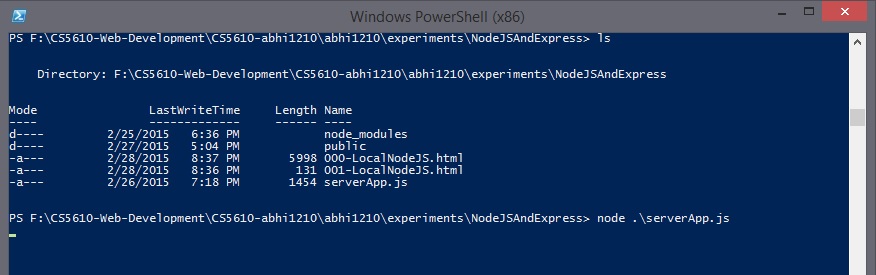 Windows PowerShell (x86)
PS F:\CS5610-Web-Development\CS5610-abhi1210\abhi1210\experiments\NodeJSAndExpress> ls
Directory: F:\CS5610-Web-Development\CS5610-abhi1210\abhi1210\experiments\NodeJSAndExpress
Mode LastWriteTime Length Name
---- ------------- ------ ----
d---- 2/25/2015 6:36 PM node_modules
d---- 2/27/2015 5:04 PM public
-a--- 2/28/2015 8:37 PM 5998 000-LocalNodeJS.html
-a--- 2/28/2015 8:36 PM 131 001-LocalNodeJS.html
-a--- 2/26/2015 7:18 PM 1454 serverApp.js
PS F:\CS5610-Web-Development\CS5610-abhi1210\abhi1210\experiments\NodeJSAndExpress> node .\serverApp.js